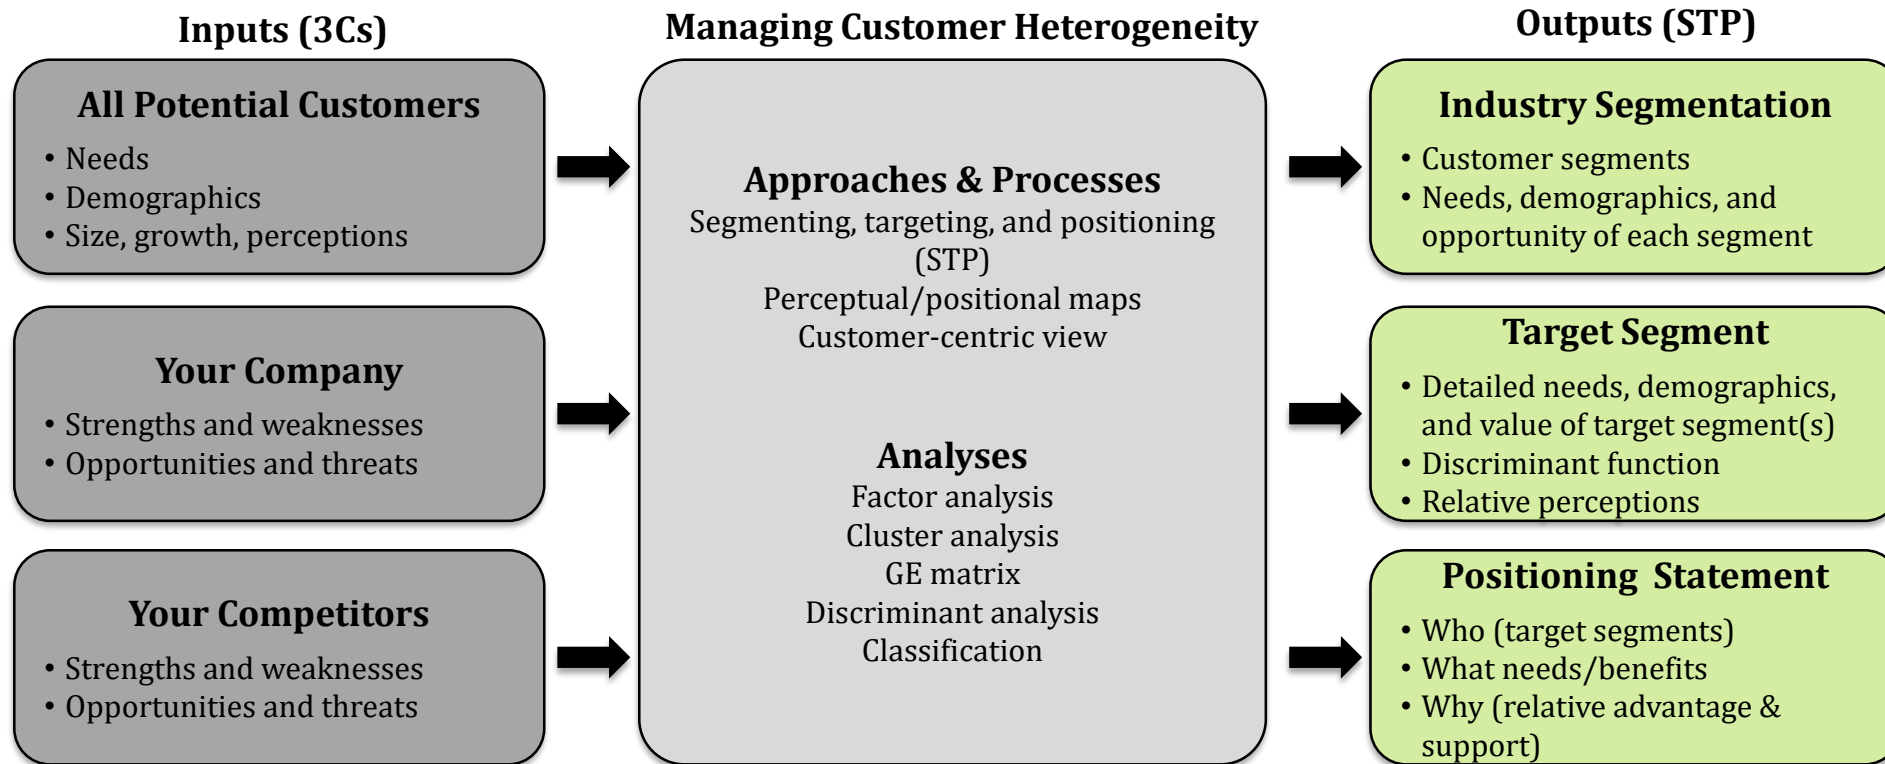 Inputs (3Cs)
All Potential Customers
• Needs
• Demographics
• Size, growth, perceptions
Your Company
• Strengths and weaknesses
• Opportunities and threats
Your Competitors
• Strengths and weaknesses
• Opportunities and threats
Managing Customer Heterogeneity
Approaches & Processes
Segmenting, targeting, and positioning
(STP)
Perceptual/positional maps
Customer-centric view
Analyses
Factor analysis
Cluster analysis
GE matrix
Discriminant analysis
Classification
Outputs (STP)
Industry Segmentation
• Customer segments
• Needs, demographics, and
opportunity of each segment
Target Segment
• Detailed needs, demographics,
and value of target segment(s)
• Discriminant function
• Relative perceptions
Positioning Statement
• Who (target segments)
• What needs/benefits
• Why (relative advantage &
support)